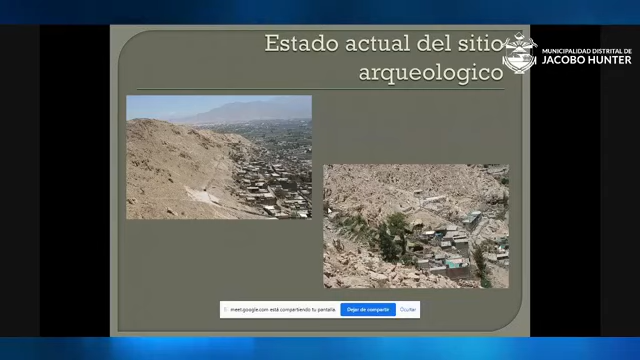 Estado actual del sitio
arqueologico
MUNICIPALIDAD DISTRITAL DE
JACOBO HUNTER
meet.google.com está compartiendo tu pantalla.
Dejar de compartir
Ocultar